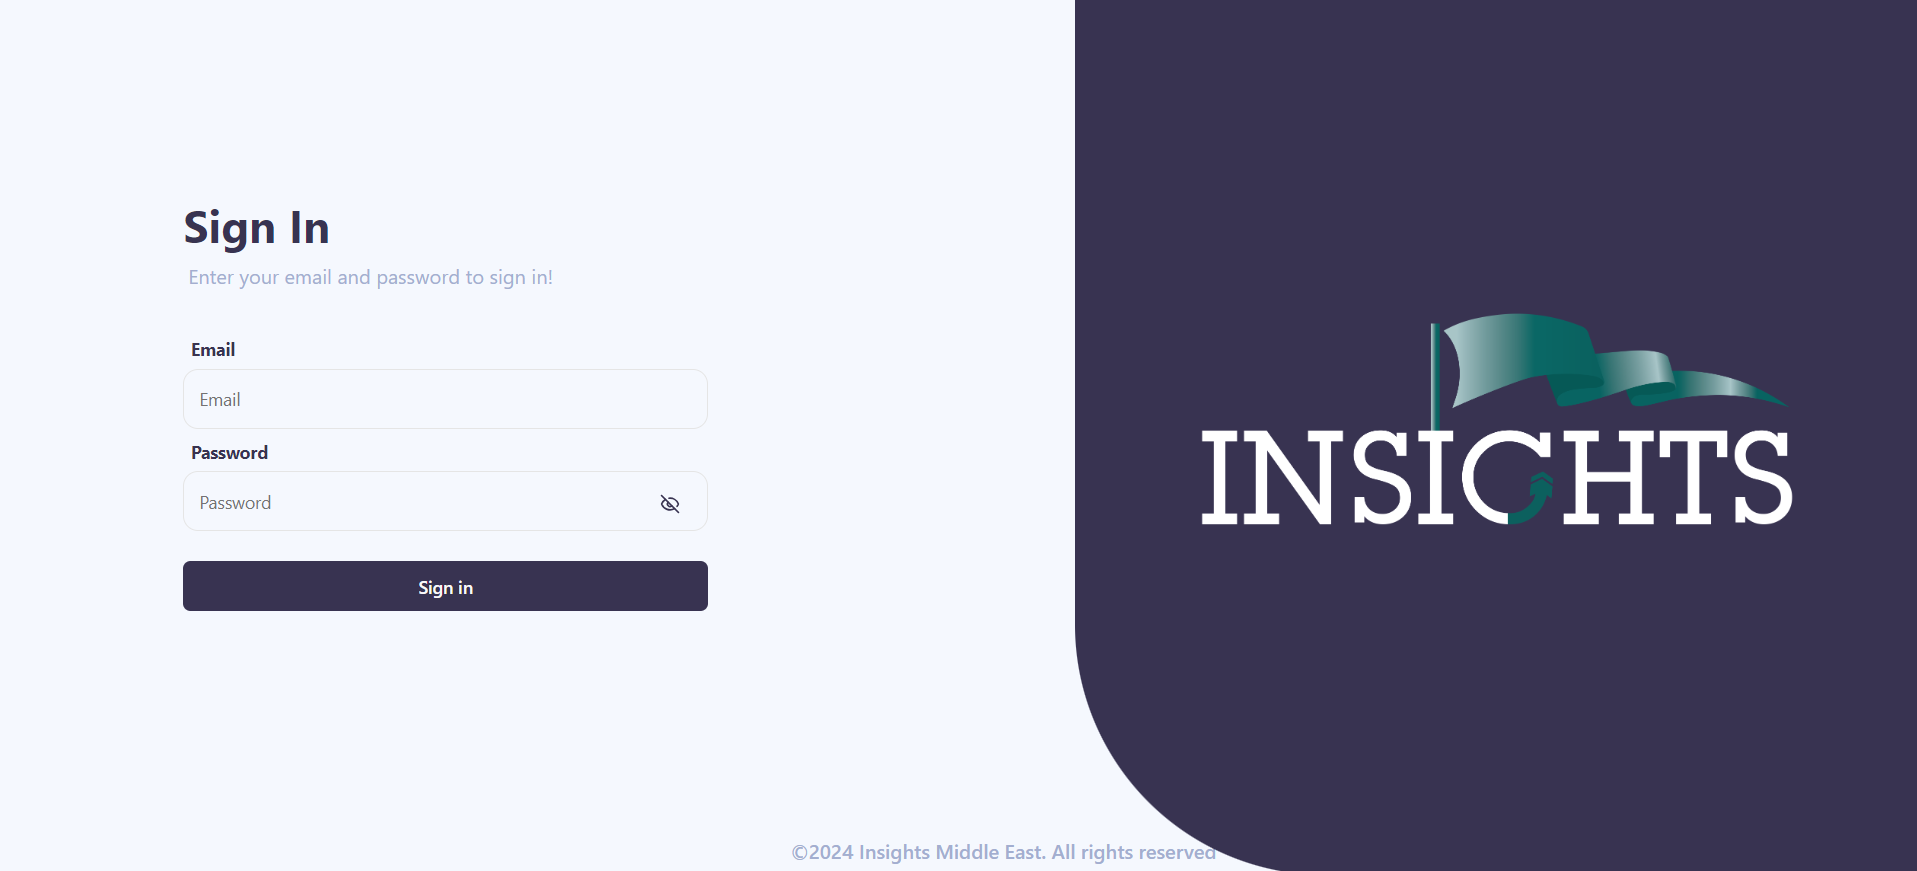 Sign In
Enter your email and password to sign in!
Email
Email
Password
Password
Sign in
INSIGHTS
©2024 Insights Middle East. All rights reserved